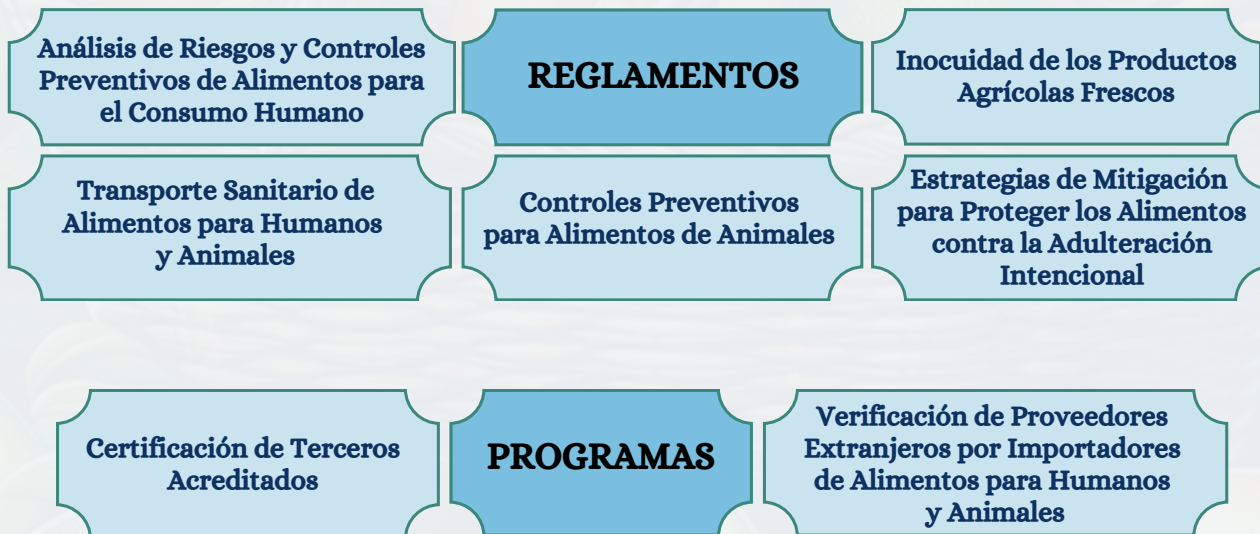 Análisis de Riesgos y Controles
Preventivos de Alimentos para
el Consumo Humano
REGLAMENTOS
Inocuidad de los Productos
Agrícolas Frescos
Transporte Sanitario de
Alimentos para Humanos
y Animales
Controles Preventivos
para Alimentos de Animales
Estrategias de Mitigación
para Proteger los Alimentos
contra la Adulteración
Intencional
Certificación de Terceros
Acreditados
PROGRAMAS
Verificación de Proveedores
Extranjeros por Importadores
de Alimentos para Humanos
y Animales